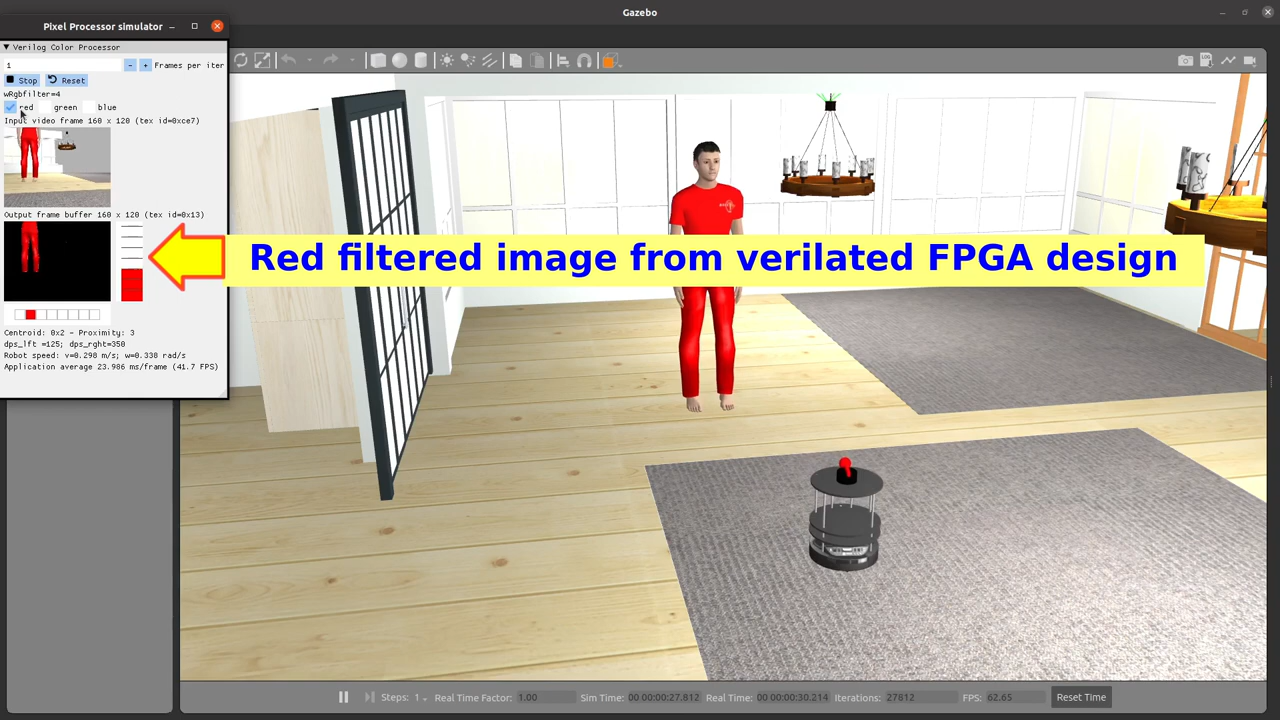 Gazebo
Pixel Processor simulator
Verilog Color Processor
1 - + Frames per iter
Stop Reset
wRgbfilter=4
red green blue
Input video frame 160 x 120 (tex id=0xce7)
Output frame buffer 160 x 120 (tex id=0x13)
Red filtered image from verilated FPGA design
Centroid: 0x2 - Proximity: 3
dps_lft =125; dps_rght=350
Robot speed: v=0.298 m/s; w=0.338 rad/s
Application average 23.986 ms/frame (41.7 FPS)
Steps: 1 Real Time Factor: 1.00 Sim Time: 00 00:00:27.812 Real Time: 00 00:00:30.214 Iterations: 27812 FPS: 62.65 Reset Time